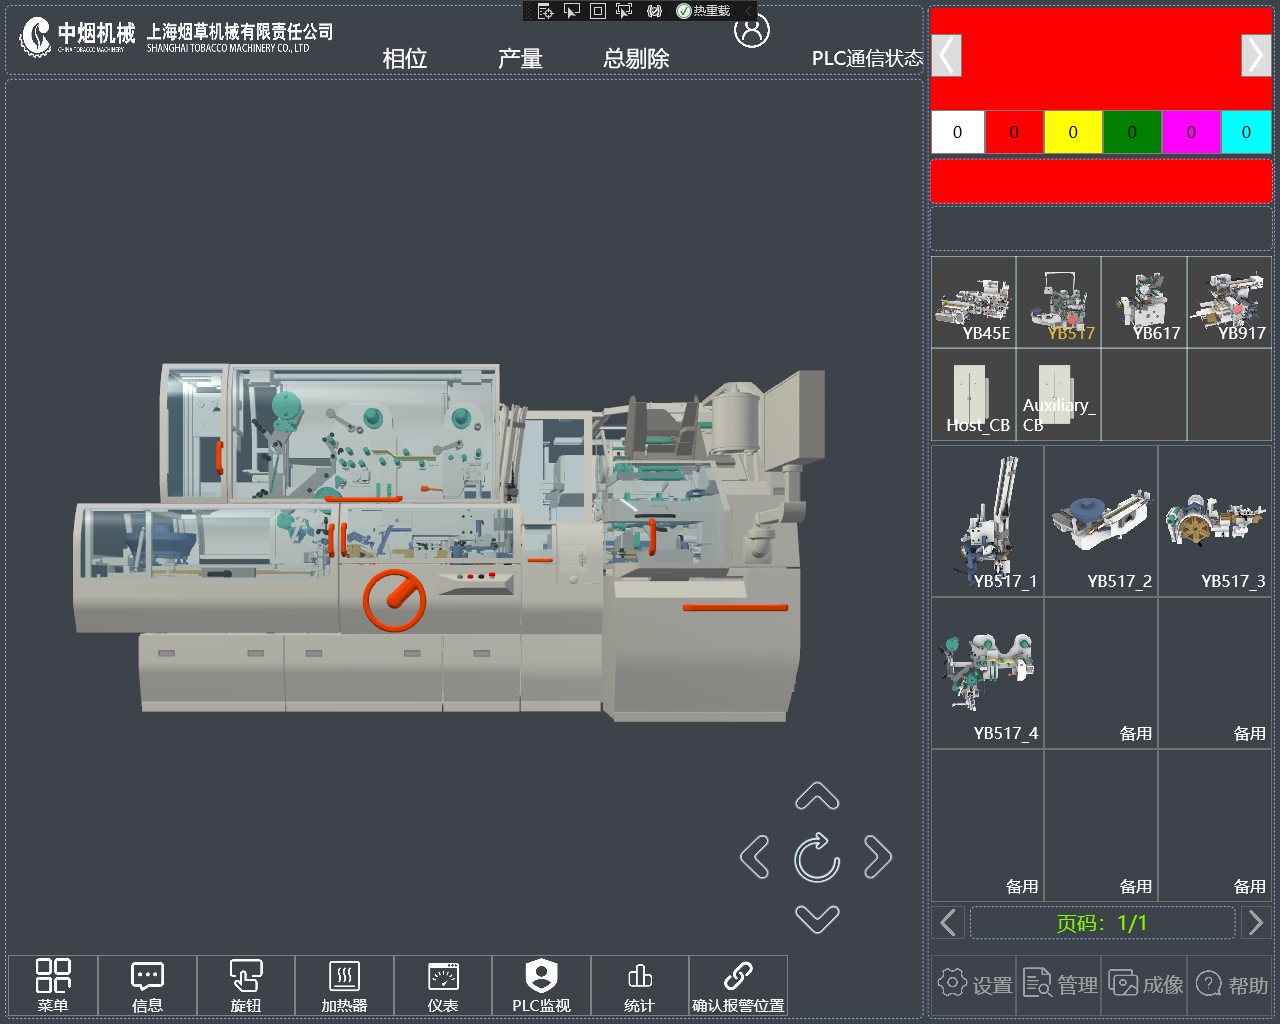 热重载
中烟机械
CHINA TOBACCO MACHINERY
上海烟草机械有限责任公司
SHANGHAI TOBACCO MACHINERY CO., LTD
相位
产量
总剔除
PLC通信状态
0 0 0 0 0 0
YB45E YB517 YB617 YB917
Host_CB
Auxiliary_
CB
YB517_1 YB517_2 YB517_3
YB517_4 备用 备用
备用 备用 备用
页码：1/1
菜单 信息 旋钮 加热器 仪表 PLC监视 统计 确认报警位置
设置 管理 成像 帮助